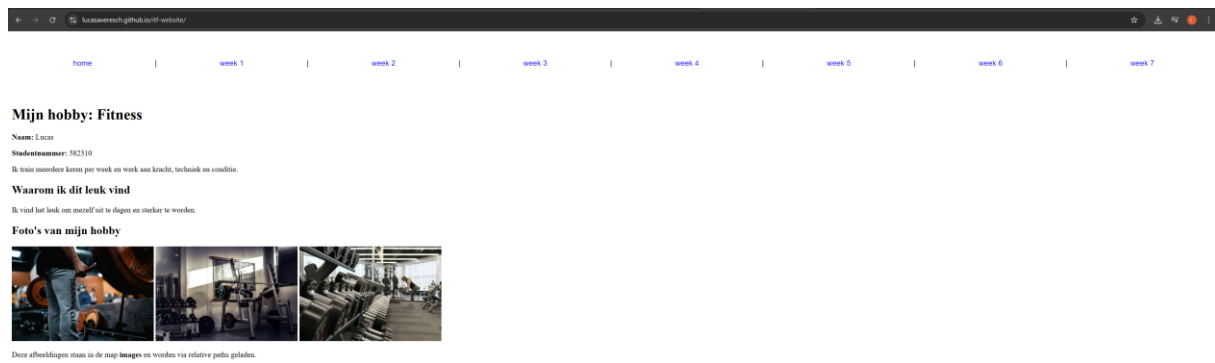 lucasaveresch.github.io/itf-website/
home | week 1 | week 2 | week 3 | week 4 | week 5 | week 6 | week 7
Mijn hobby: Fitness
Naam: Lucas
Studentnummer: 582310
Ik train meerdere keren per week en werk aan kracht, techniek en conditie.
Waarom ik dit leuk vind
Ik vind het leuk om mezelf uit te dagen en sterker te worden.
Foto's van mijn hobby
Deze afbeeldingen staan in de map images en worden via relative paths geladen.